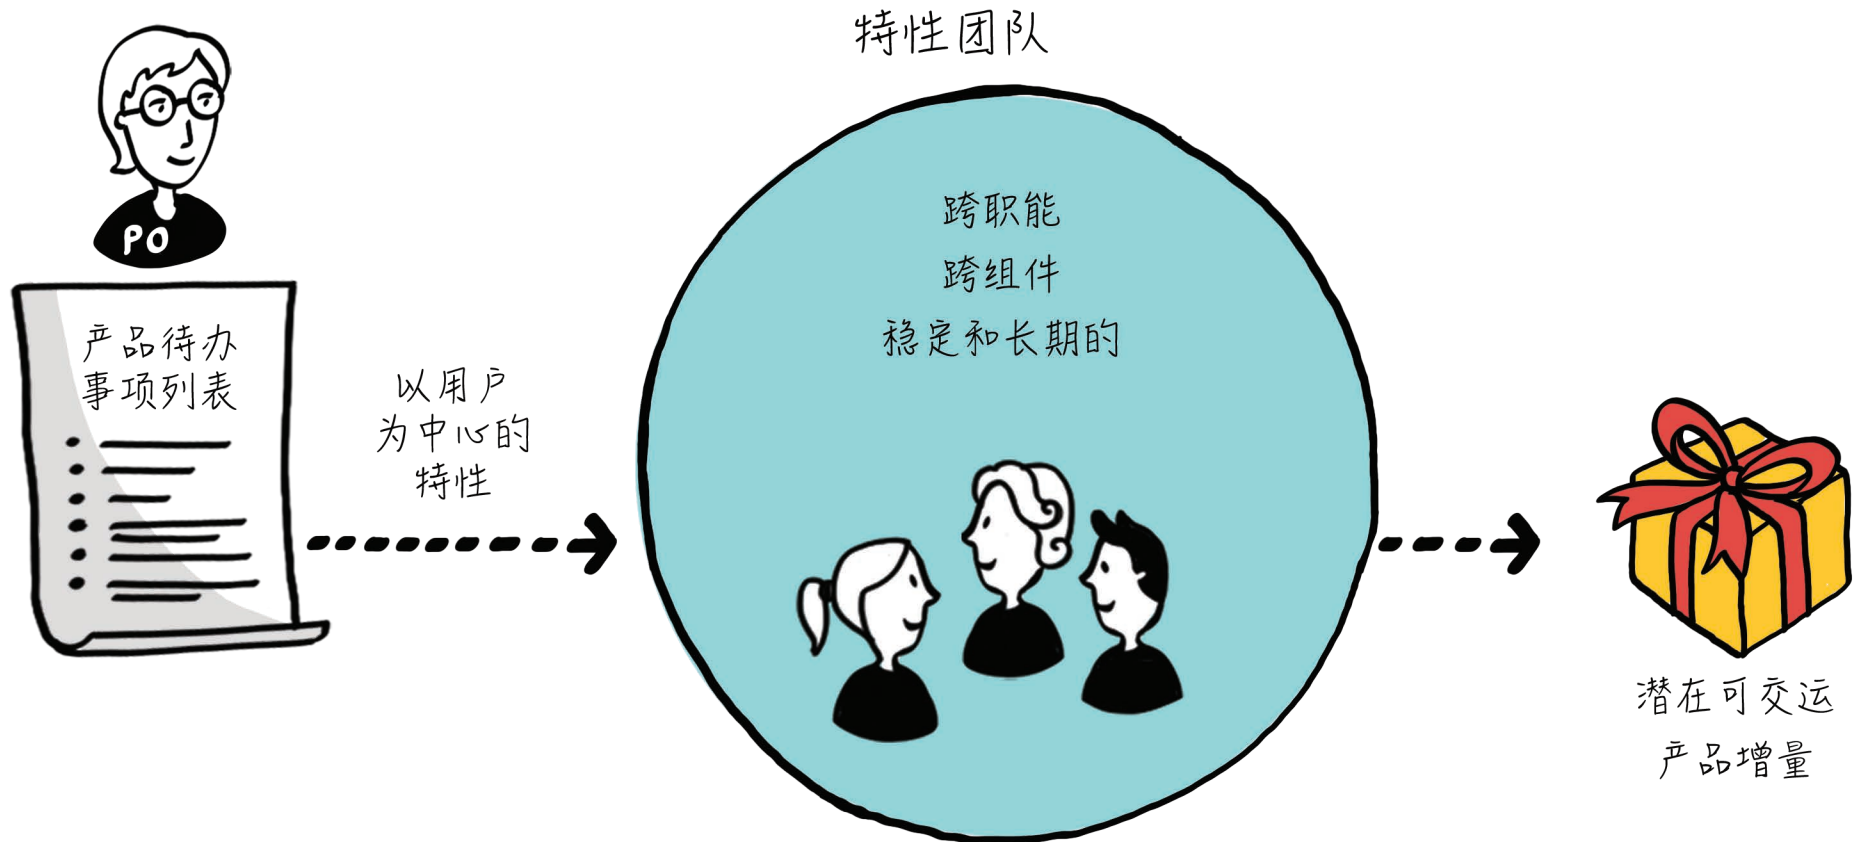 特性团队
PO
产品待办
事项列表
以用户
为中心的
特性
跨职能
跨组件
稳定和长期的
潜在可交运
产品增量